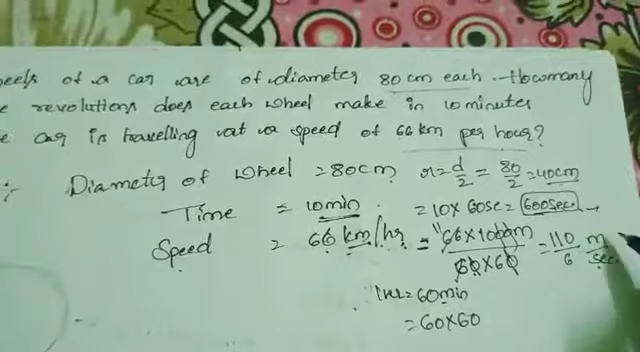 eels of a car are of diameter 80 cm each. How many
e revolutions does each wheel make in 10 minutes
e car is travelling at a speed of 66 km per hour?
Diameter of wheel = 80cm r = d/2 = 80/2 = 40cm
Time = 10min = 10 × 60sec = 600sec →
Speed = 66 km/hr = 11 66×1000m / 60×60 = 110/6 m/sec
1hr = 60min
= 60×60